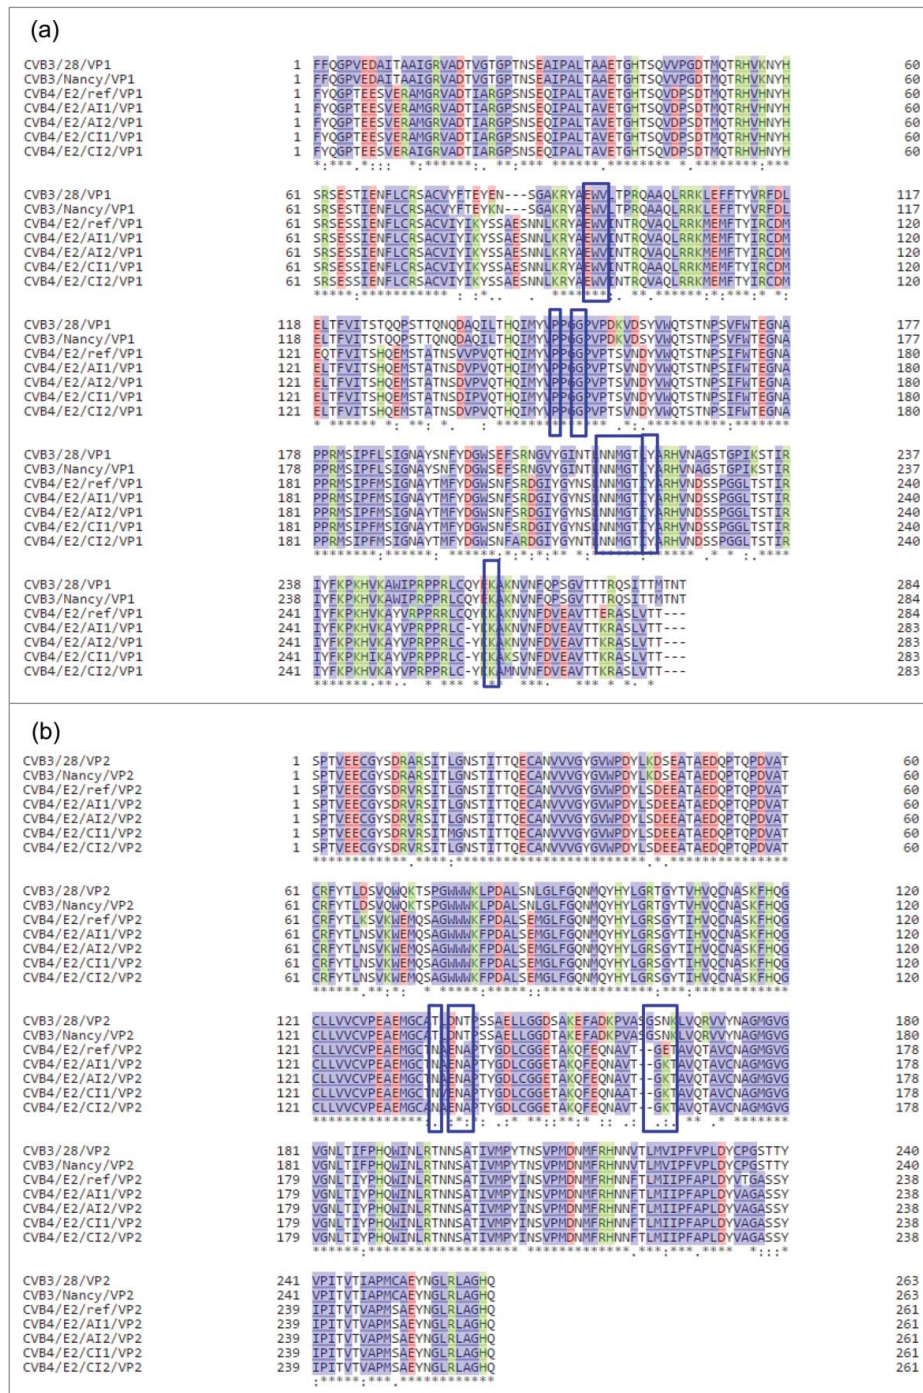 (a)
CVB3/28/VP1 1 FFQGPVEDAITAAIGRVADTVGTGPTNSEAIPALTAAETGHTSQVVPGDTMQTRHVKNYH 60
CVB3/Nancy/VP1 1 FFQGPVEDAITAAIGRVADTVGTGPTNSEAIPALTAAETGHTSQVVPGDTMQTRHVKNYH 60
CVB4/E2/ref/VP1 1 FYQGPTEESVERAMGRVADTIARGPSNSEQIPALTAVETGHTSQVDPSDTMQTRHVHNYH 60
CVB4/E2/AI1/VP1 1 FYQGPTEESVERAMGRVADTIARGPSNSEQIPALTAVETGHTSQVDPSDTMQTRHVHNYH 60
CVB4/E2/AI2/VP1 1 FYQGPTEESVERAMGRVADTIARGPSNSEQIPALTAVETGHTSQVDPSDTMQTRHVHNYH 60
CVB4/E2/CI2/VP1 1 FYQGPTEESVERAIGRVADTIARGPSNSEQIPALTAVETGHTSQVDPSDTMQTRHVHNYH 60
CVB3/28/VP1 61 SRSESTIENFLCRSACVYFTEYEN---SGAKRYAEWVLTPRQAAQLRRKLEFFTYVRFDL 117
CVB3/Nancy/VP1 61 SRSESTIENFLCRSACVYFTEYKN---SGAKRYAEWVLTPRQAAQLRRKLEFFTYVRFDL 117
CVB4/E2/ref/VP1 61 SRSESSIENFLCRSACVIYIKYSSAESNNLKRYAEWVINTRQVAQLRRKMEMFTYIRCDM 120
CVB4/E2/AI1/VP1 61 SRSESSIENFLCRSACVIYIKYSSAESNNLKRYAEWVINTRQVAQLRRKMEMFTYIRCDM 120
CVB4/E2/AI2/VP1 61 SRSESSIENFLCRSACVIYIKYSSAESNNLKRYAEWVINTRQVAQLRRKMEMFTYIRCDM 120
CVB4/E2/CI1/VP1 61 SRSESSIENFLCRSACVIYIKYSSAESNNLKRYAEWVINTRQAAQLRRKMEMFTYIRCDM 120
CVB4/E2/CI2/VP1 61 SRSESSIENFLCRSACVIYIKYSSAESNNLKRYAEWVINTRQVAQLRRKMEMFTYIRCDM 120
CVB3/28/VP1 118 ELTFVITSTQQPSTTQNQDAQILTHQIMYVPPGGPVPDKVDSYVWQTSTNPSVFWTEGNA 177
CVB3/Nancy/VP1 118 ELTFVITSTQQPSTTQNQDAQILTHQIMYVPPGGPVPDKVDSYVWQTSTNPSVFWTEGNA 177
CVB4/E2/ref/VP1 121 EQTFVITSHQEMSTATNSVVPVQTHQIMYVPPGGPVPTSVNDYVWQTSTNPSIFWTEGNA 180
CVB4/E2/AI1/VP1 121 ELTFVITSHQEMSTATNSDVPVQTHQIMYVPPGGPVPTSVNDYVWQTSTNPSIFWTEGNA 180
CVB4/E2/AI2/VP1 121 ELTFVITSHQEMSTATNSDVPVQTHQIMYVPPGGPVPTSVNDYVWQTSTNPSIFWTEGNA 180
CVB4/E2/CI1/VP1 121 ELTFVITSHQEMSTATNSDIPVQTHQIMYVPPGGPVPTSVNDYVWQTSTNPSIFWTEGNA 180
CVB4/E2/CI2/VP1 121 ELTFVITSHQEMSTATNSDVPVQTHQIMYVPPGGPVPTSVNDYVWQTSTNPSIFWTEGNA 180
CVB3/28/VP1 178 PPRMSIPFLSIGNAYSNFYDGWSEFSRNGVYGINTLNNMGTLYARHVNAGSTGPIKSTIR 237
CVB3/Nancy/VP1 178 PPRMSIPFLSIGNAYSNFYDGWSEFSRNGVYGINTLNNMGTLYARHVNAGSTGPIKSTIR 237
CVB4/E2/ref/VP1 181 PPRMSIPFMSIGNAYTMFYDGWSNFSRDGIYGYNSLNNMGTIYARHVNDSSPGGLTSTIR 240
CVB4/E2/AI1/VP1 181 PPRMSIPFMSIGNAYTMFYDGWSNFSRDGIYGYNSLNNMGTIYARHVNDSSPGGLTSTIR 240
CVB4/E2/AI2/VP1 181 PPRMSIPFMSIGNAYTMFYDGWSNFSRDGIYGYNSLNNMGTIYARHVNDSSPGGLTSTIR 240
CVB4/E2/CI1/VP1 181 PPRMSIPFMSIGNAYTMFYDGWSNFSRDGIYGYNSLNNMGTIYARHVNDSSPGGLTSTIR 240
CVB4/E2/CI2/VP1 181 PPRMSIPFMSIGNAYTMFYDGWSNFARDGIYGYNTLNNMGTIYARHVNDSSPGGLTSTIR 240
CVB3/28/VP1 238 IYFKPKHVKAWIPRPPRLCQYEKAKNVNFQPSGVTTTRQSITTMTNT 284
CVB3/Nancy/VP1 238 IYFKPKHVKAWIPRPPRLCQYEKAKNVNFQPSGVTTTRQSITTMTNT 284
CVB4/E2/ref/VP1 241 IYFKPKHVKAYVPRPPRRLCQYKKAKNVNFDVEAVTTERASLVTT--- 284
CVB4/E2/AI1/VP1 241 IYFKPKHVKAYVPRPPRLC-YKKAKNVNFDVEAVTTKRASLVTT--- 283
CVB4/E2/AI2/VP1 241 IYFKPKHVKAYVPRPPRLC-YKKAKNVNFDVEAVTTKRASLVTT--- 283
CVB4/E2/CI1/VP1 241 IYFKPKHIKAYVPRPPRLC-YKKAKSVNFDVEAVTTKRASLVTT--- 283
CVB4/E2/CI2/VP1 241 IYFKPKHVKAYVPRPPRLC-YKKAMNVNFDVEAVTTKRASLVTT--- 283
(b)
CVB3/28/VP2 1 SPTVEECGYSDRARSITLGNSTITTQECANVVVGYGVWPDYLKDSEATAEDQPTQPDVAT 60
CVB3/Nancy/VP2 1 SPTVEECGYSDRARSITLGNSTITTQECANVVVGYGVWPDYLKDSEATAEDQPTQPDVAT 60
CVB4/E2/ref/VP2 1 SPTVEECGYSDRVRSITLGNSTITTQECANVVVGYGVWPDYLSDEEATAEDQPTQPDVAT 60
CVB4/E2/AI1/VP2 1 SPTVEECGYSDRVRSITLGNSTITTQECANVVVGYGVWPDYLSDEEATAEDQPTQPDVAT 60
CVB4/E2/AI2/VP2 1 SPTVEECGYSDRVRSITLGNSTITTQECANVVVGYGVWPDYLSDEEATAEDQPTQPDVAT 60
CVB4/E2/CI1/VP2 1 SPTVEECGYSDRVRSITMGNSTITTQECANVVVGYGVWPDYLSDEEATAEDQPTQPDVAT 60
CVB4/E2/CI2/VP2 1 SPTVEECGYSDRVRSITLGNSTITTQECANVVVGYGVWPDYLSDEEATAEDQPTQPDVAT 60
CVB3/28/VP2 61 CRFYTLDSVQWQKTSPGWWWKLPDALSNLGLFGQNMQYHYLGRTGYTVHVQCNASKFHQG 120
CVB3/Nancy/VP2 61 CRFYTLDSVQWQKTSPGWWWKLPDALSNLGLFGQNMQYHYLGRTGYTVHVQCNASKFHQG 120
CVB4/E2/ref/VP2 61 CRFYTLKSVKWEMQSAGWWWKFPDALSEMGLFGQNMQYHYLGRSGYTIHVQCNASKFHQG 120
CVB4/E2/AI1/VP2 61 CRFYTLNSVKWEMQSAGWWWKFPDALSEMGLFGQNMQYHYLGRSGYTIHVQCNASKFHQG 120
CVB4/E2/AI2/VP2 61 CRFYTLNSVKWEMQSAGWWWKFPDALSEMGLFGQNMQYHYLGRSGYTIHVQCNASKFHQG 120
CVB4/E2/CI1/VP2 61 CRFYTLNSVKWEMQSAGWWWKFPDALSEMGLFGQNMQYHYLGRSGYTIHVQCNASKFHQG 120
CVB4/E2/CI2/VP2 61 CRFYTLNSVKWEMQSAGWWWKFPDALSEMGLFGQNMQYHYLGRSGYTIHVQCNASKFHQG 120
CVB3/28/VP2 121 CLLVVCVPEAEMGCATLDNTPSSAELLGGDSAKEFADKPVASGSNKLVQRVVYNAGMGVG 180
CVB3/Nancy/VP2 121 CLLVVCVPEAEMGCATLDNTPSSAELLGGDSAKEFADKPVASGSNKLVQRVVYNAGMGVG 180
CVB4/E2/ref/VP2 121 CLLVVCVPEAEMGCTNAENAPTYGDLCGGETAKQFEQNAVT--GETAVQTAVCNAGMGVG 178
CVB4/E2/AI1/VP2 121 CLLVVCVPEAEMGCTNAENAPTYGDLCGGETAKQFEQNAVT--GKTAVQTAVCNAGMGVG 178
CVB4/E2/AI2/VP2 121 CLLVVCVPEAEMGCTNAENAPTYGDLCGGETAKQFEQNAVT--GKTAVQTAVCNAGMGVG 178
CVB4/E2/CI1/VP2 121 CLLVVCVPEAEMGCTNAENAPTYGDLCGGETAKQFEQNAAT--GKTAVQTAVCNAGMGVG 178
CVB4/E2/CI2/VP2 121 CLLVVCVPEAEMGCANAENAPTYGDLCGGETAKQFEQNAVT--GKTAVQTAVCNAGMGVG 178
CVB3/28/VP2 181 VGNLTIFPHQWINLRTNNSATIVMPYTNSVPMDNMFRHNNVTLMVIPFVPLDYCPGSTTY 240
CVB3/Nancy/VP2 181 VGNLTIFPHQWINLRTNNSATIVMPYTNSVPMDNMFRHNNVTLMVIPFVPLDYCPGSTTY 240
CVB4/E2/ref/VP2 179 VGNLTIYPHQWINLRTNNSATIVMPYINSVPMDNMFRHNNFTLMIIPFAPLDYVTGASSY 238
CVB4/E2/AI1/VP2 179 VGNLTIYPHQWINLRTNNSATIVMPYINSVPMDNMFRHNNFTLMIIPFAPLDYVAGASSY 238
CVB4/E2/AI2/VP2 179 VGNLTIYPHQWINLRTNNSATIVMPYINSVPMDNMFRHNNFTLMIIPFAPLDYVAGASSY 238
CVB4/E2/CI1/VP2 179 VGNLTIYPHQWINLRTNNSATIVMPYINSVPMDNMFRHNNFTLMIIPFAPLDYVAGASSY 238
CVB4/E2/CI2/VP2 179 VGNLTIYPHQWINLRTNNSATIVMPYINSVPMDNMFRHNNFTLMIIPFAPLDYVAGASSY 238
CVB3/28/VP2 241 VPITVTIAPMCAEYNGLRLAGHQ 263
CVB3/Nancy/VP2 241 VPITVTIAPMCAEYNGLRLAGHQ 263
CVB4/E2/ref/VP2 239 IPITVTVAPMSAEYNGLRLAGHQ 261
CVB4/E2/AI1/VP2 239 IPITVTVAPMSAEYNGLRLAGHQ 261
CVB4/E2/AI2/VP2 239 IPITVTVAPMSAEYNGLRLAGHQ 261
CVB4/E2/CI1/VP2 239 IPITVTVAPMSAEYNGLRLAGHQ 261
CVB4/E2/CI2/VP2 239 IPITVTVAPMSAEYNGLRLAGHQ 261